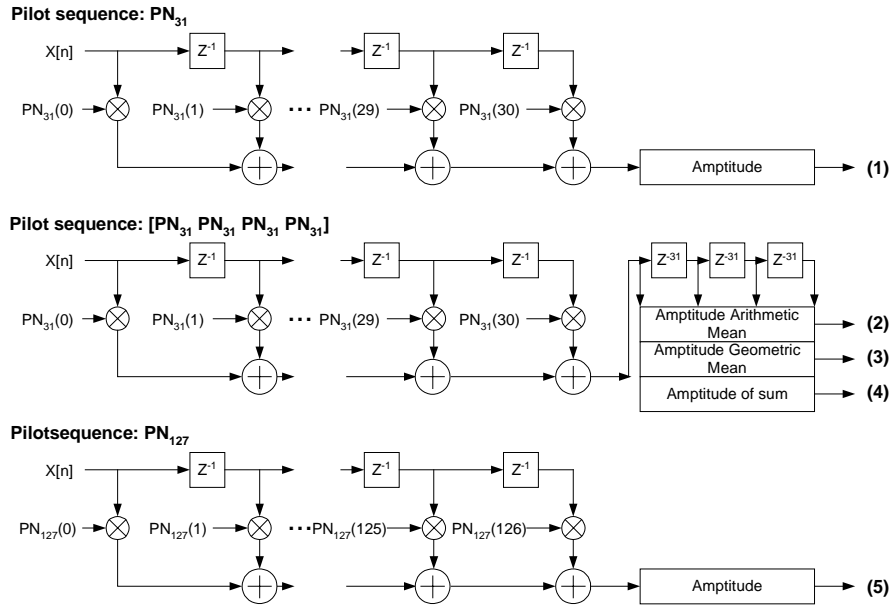 Pilot sequence: PN₃₁
X[n] Z⁻¹ Z⁻¹ Z⁻¹
PN₃₁(0) PN₃₁(1) ••• PN₃₁(29) PN₃₁(30)
Amptitude (1)
Pilot sequence: [PN₃₁ PN₃₁ PN₃₁ PN₃₁]
X[n] Z⁻¹ Z⁻¹ Z⁻¹ Z⁻³¹ Z⁻³¹ Z⁻³¹
PN₃₁(0) PN₃₁(1) ••• PN₃₁(29) PN₃₁(30)
Amptitude Arithmetic
Mean (2)
Amptitude Geometric
Mean (3)
Amptitude of sum (4)
Pilotsequence: PN₁₂₇
X[n] Z⁻¹ Z⁻¹ Z⁻¹
PN₁₂₇(0) PN₁₂₇(1) •••PN₁₂₇(125) PN₁₂₇(126)
Amptitude (5)